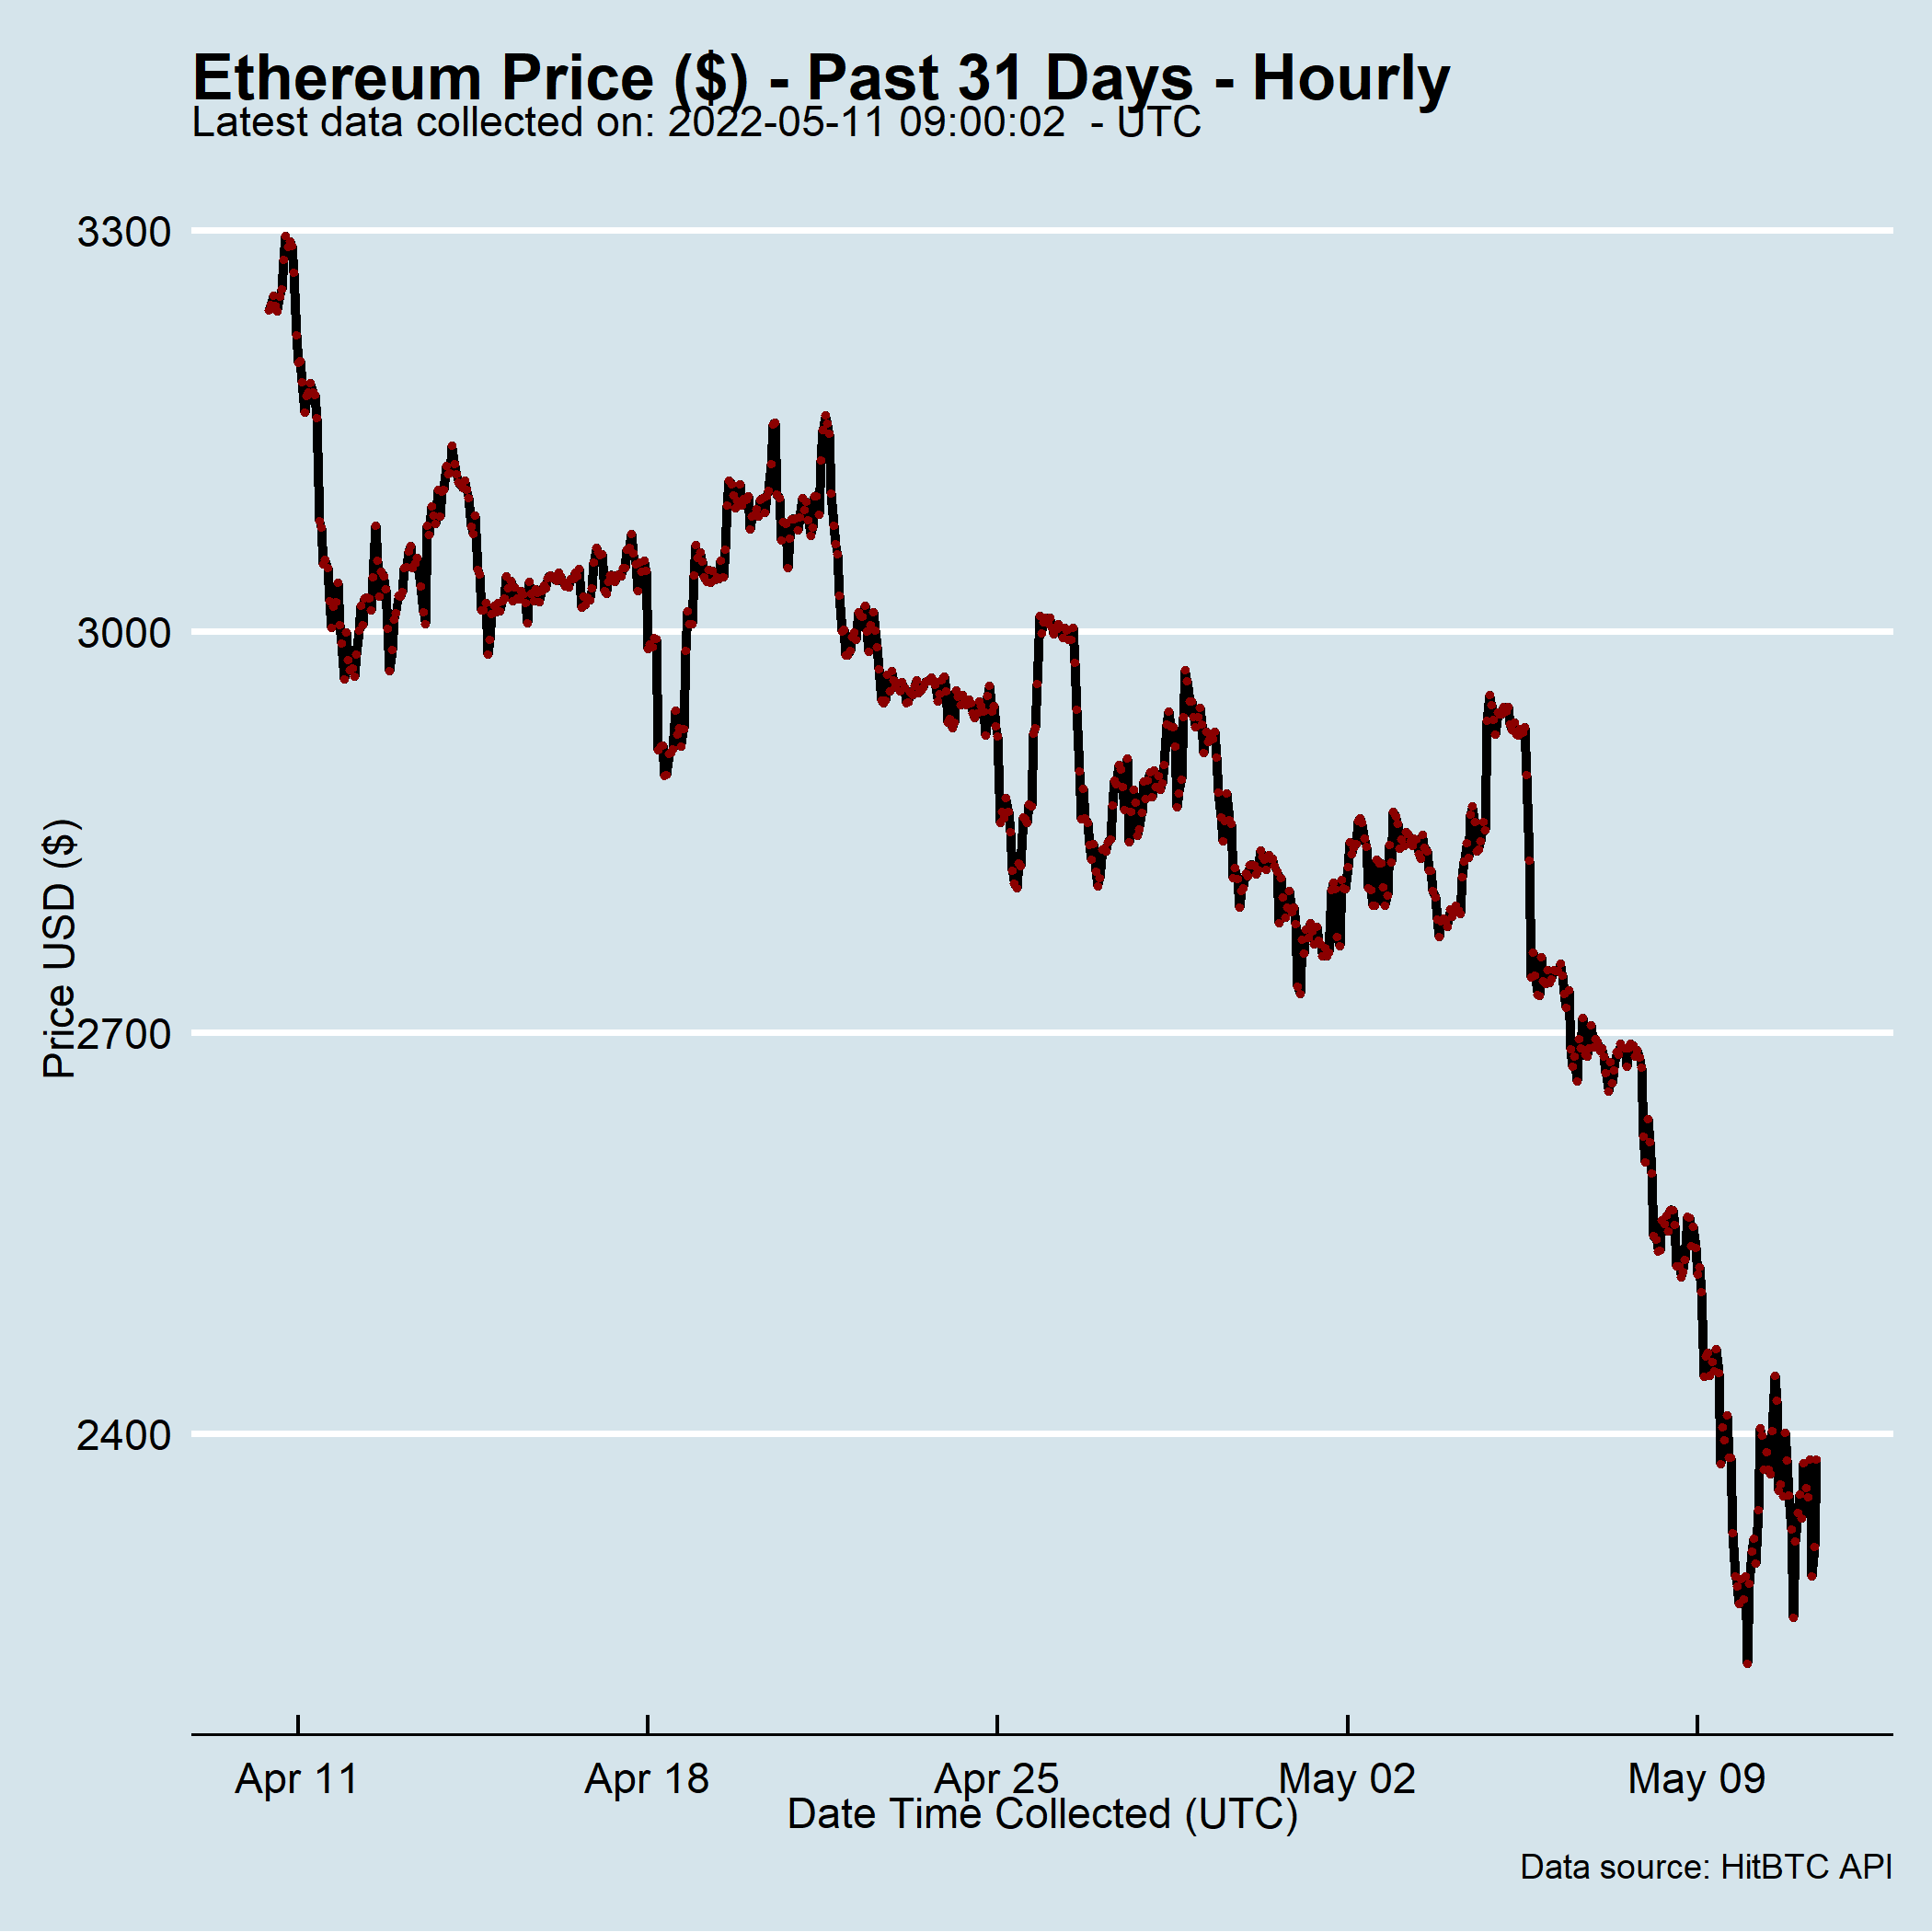 Ethereum Price ($) - Past 31 Days - Hourly
Latest data collected on: 2022-05-11 09:00:02  - UTC
3300
3000
2700
2400
Price USD ($)
Apr 11
Apr 18
Apr 25
May 02
May 09
Date Time Collected (UTC)
Data source: HitBTC API